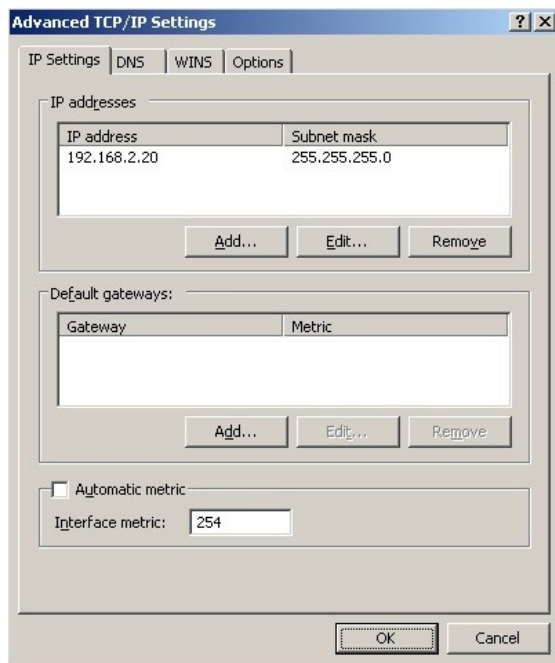 Advanced TCP/IP Settings
IP Settings DNS WINS Options
IP addresses
IP address Subnet mask
192.168.2.20 255.255.255.0
Add... Edit... Remove
Default gateways:
Gateway Metric
Add... Edit... Remove
Automatic metric
Interface metric: 254
OK Cancel